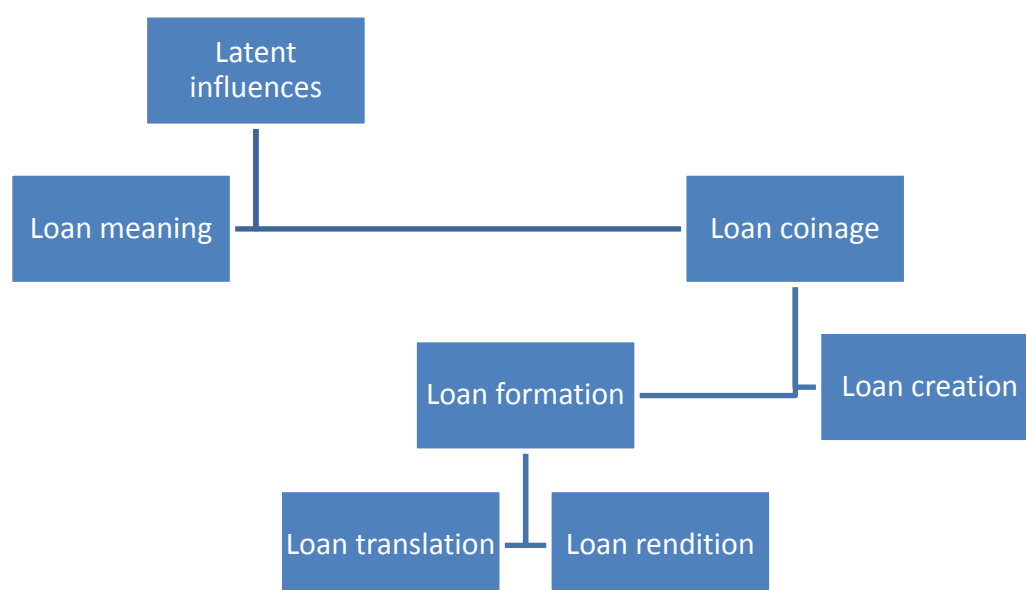 Latent
influences
Loan meaning
Loan coinage
Loan formation
Loan creation
Loan translation
Loan rendition